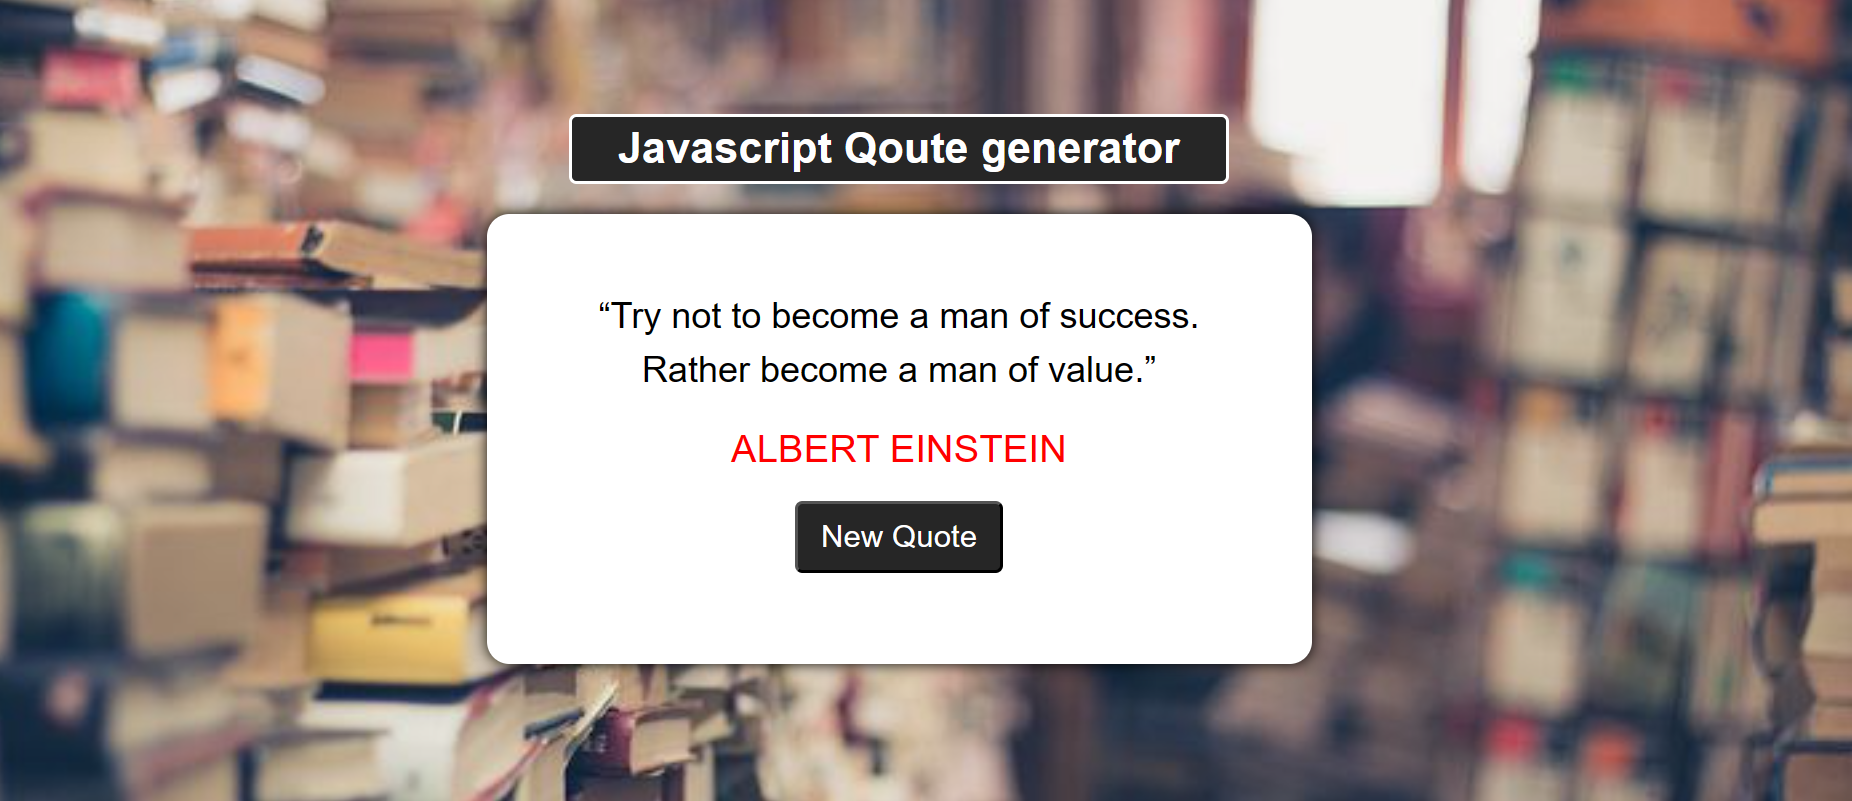 Javascript Qoute generator
“Try not to become a man of success.
Rather become a man of value.”
ALBERT EINSTEIN
New Quote